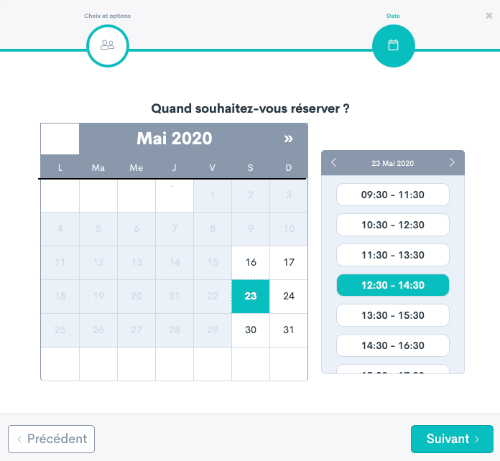 Choix et options
Date
×
Quand souhaitez-vous réserver ?
Mai 2020 »
L Ma Me J V S D
1 2 3
4 5 6 7 8 9 10
11 12 13 14 15 16 17
18 19 20 21 22 23 24
25 26 27 28 29 30 31
23 Mai 2020
09:30 - 11:30
10:30 - 12:30
11:30 - 13:30
12:30 - 14:30
13:30 - 15:30
14:30 - 16:30
‹ Précédent
Suivant ›